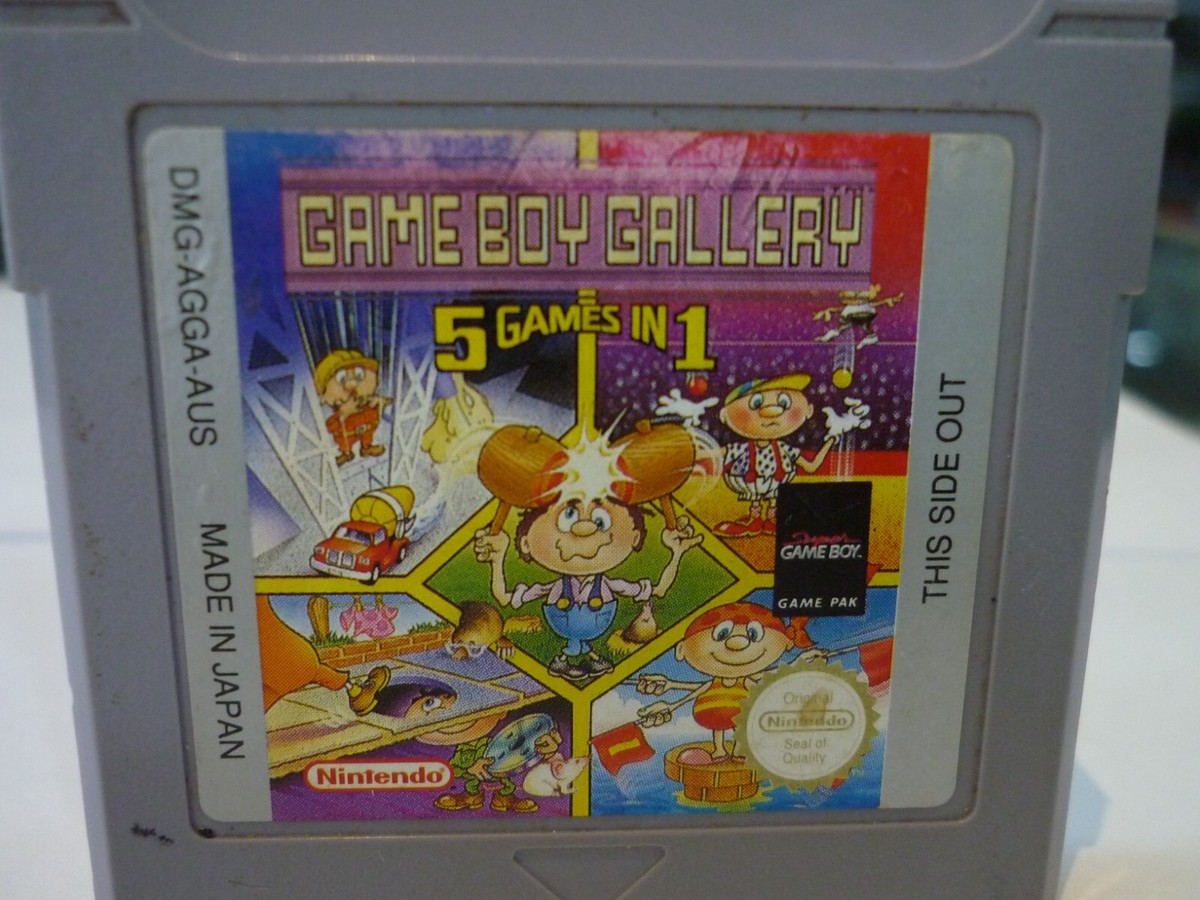 DMG-AGGA-AUS MADE IN JAPAN
GAME BOY GALLERY
5 GAMES IN 1
GAME BOY
GAME PAK
Original
Nintendo
Seal of
Quality
Nintendo
THIS SIDE OUT